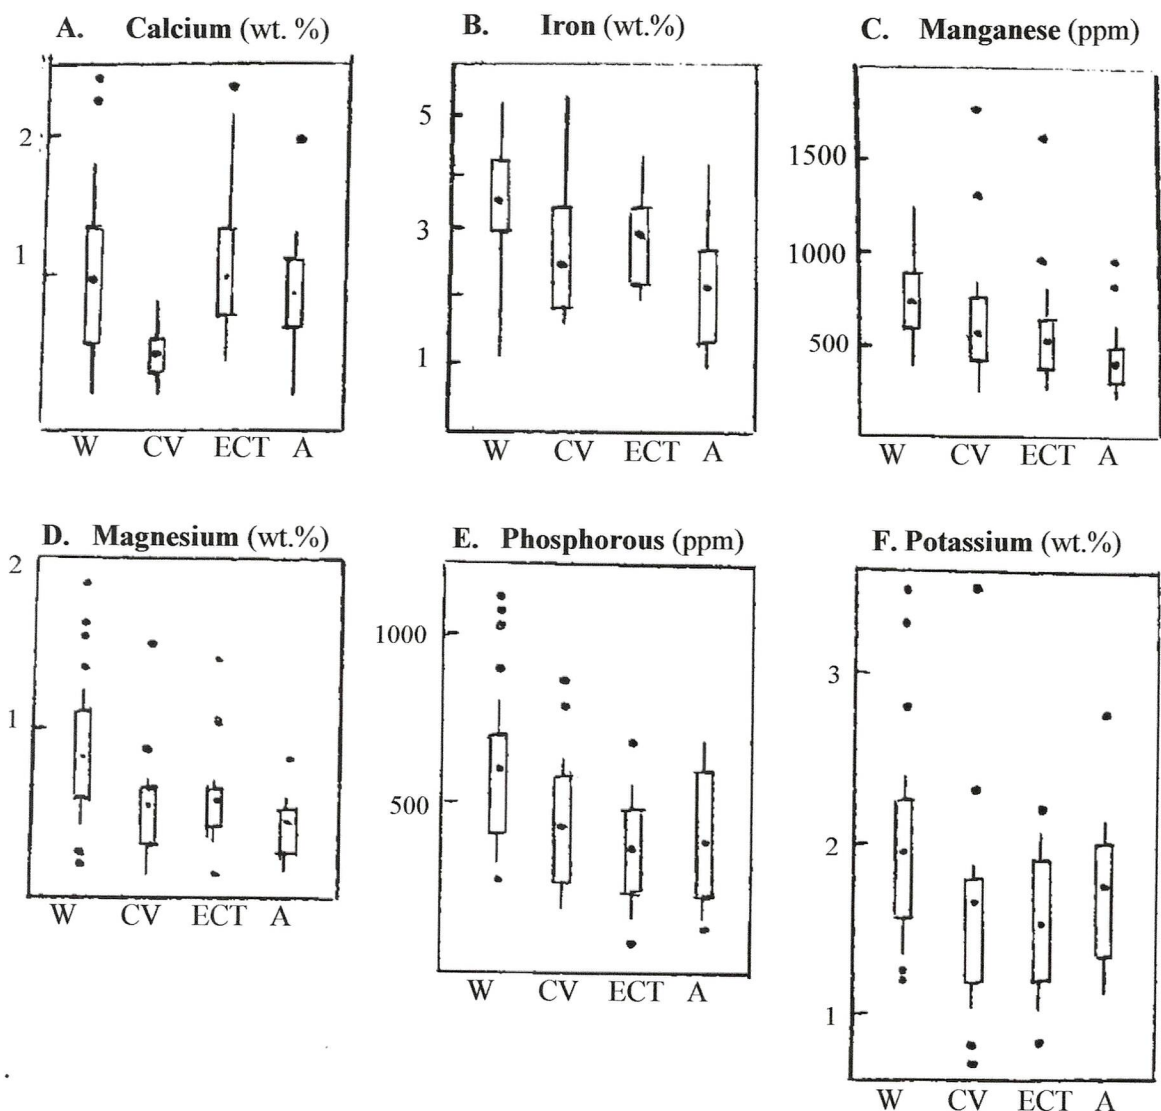 A. Calcium (wt. %)
2
1
W CV ECT A
B. Iron (wt.%)
5
3
1
W CV ECT A
C. Manganese (ppm)
1500
1000
500
W CV ECT A
D. Magnesium (wt.%)
2
1
W CV ECT A
E. Phosphorous (ppm)
1000
500
W CV ECT A
F. Potassium (wt.%)
3
2
1
W CV ECT A